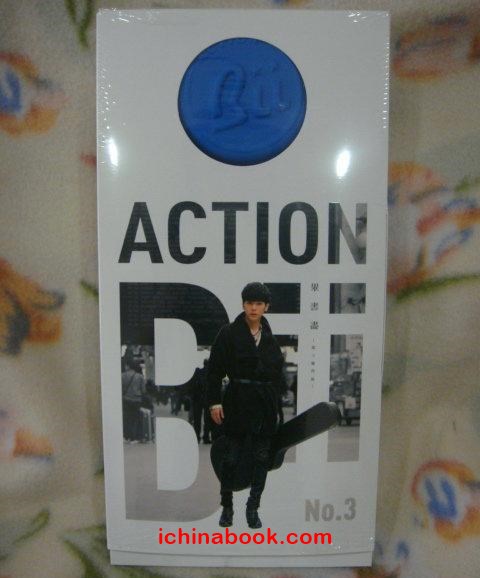 Bii
ACTION
Bii
畢書盡
No.3
ichinabook.com